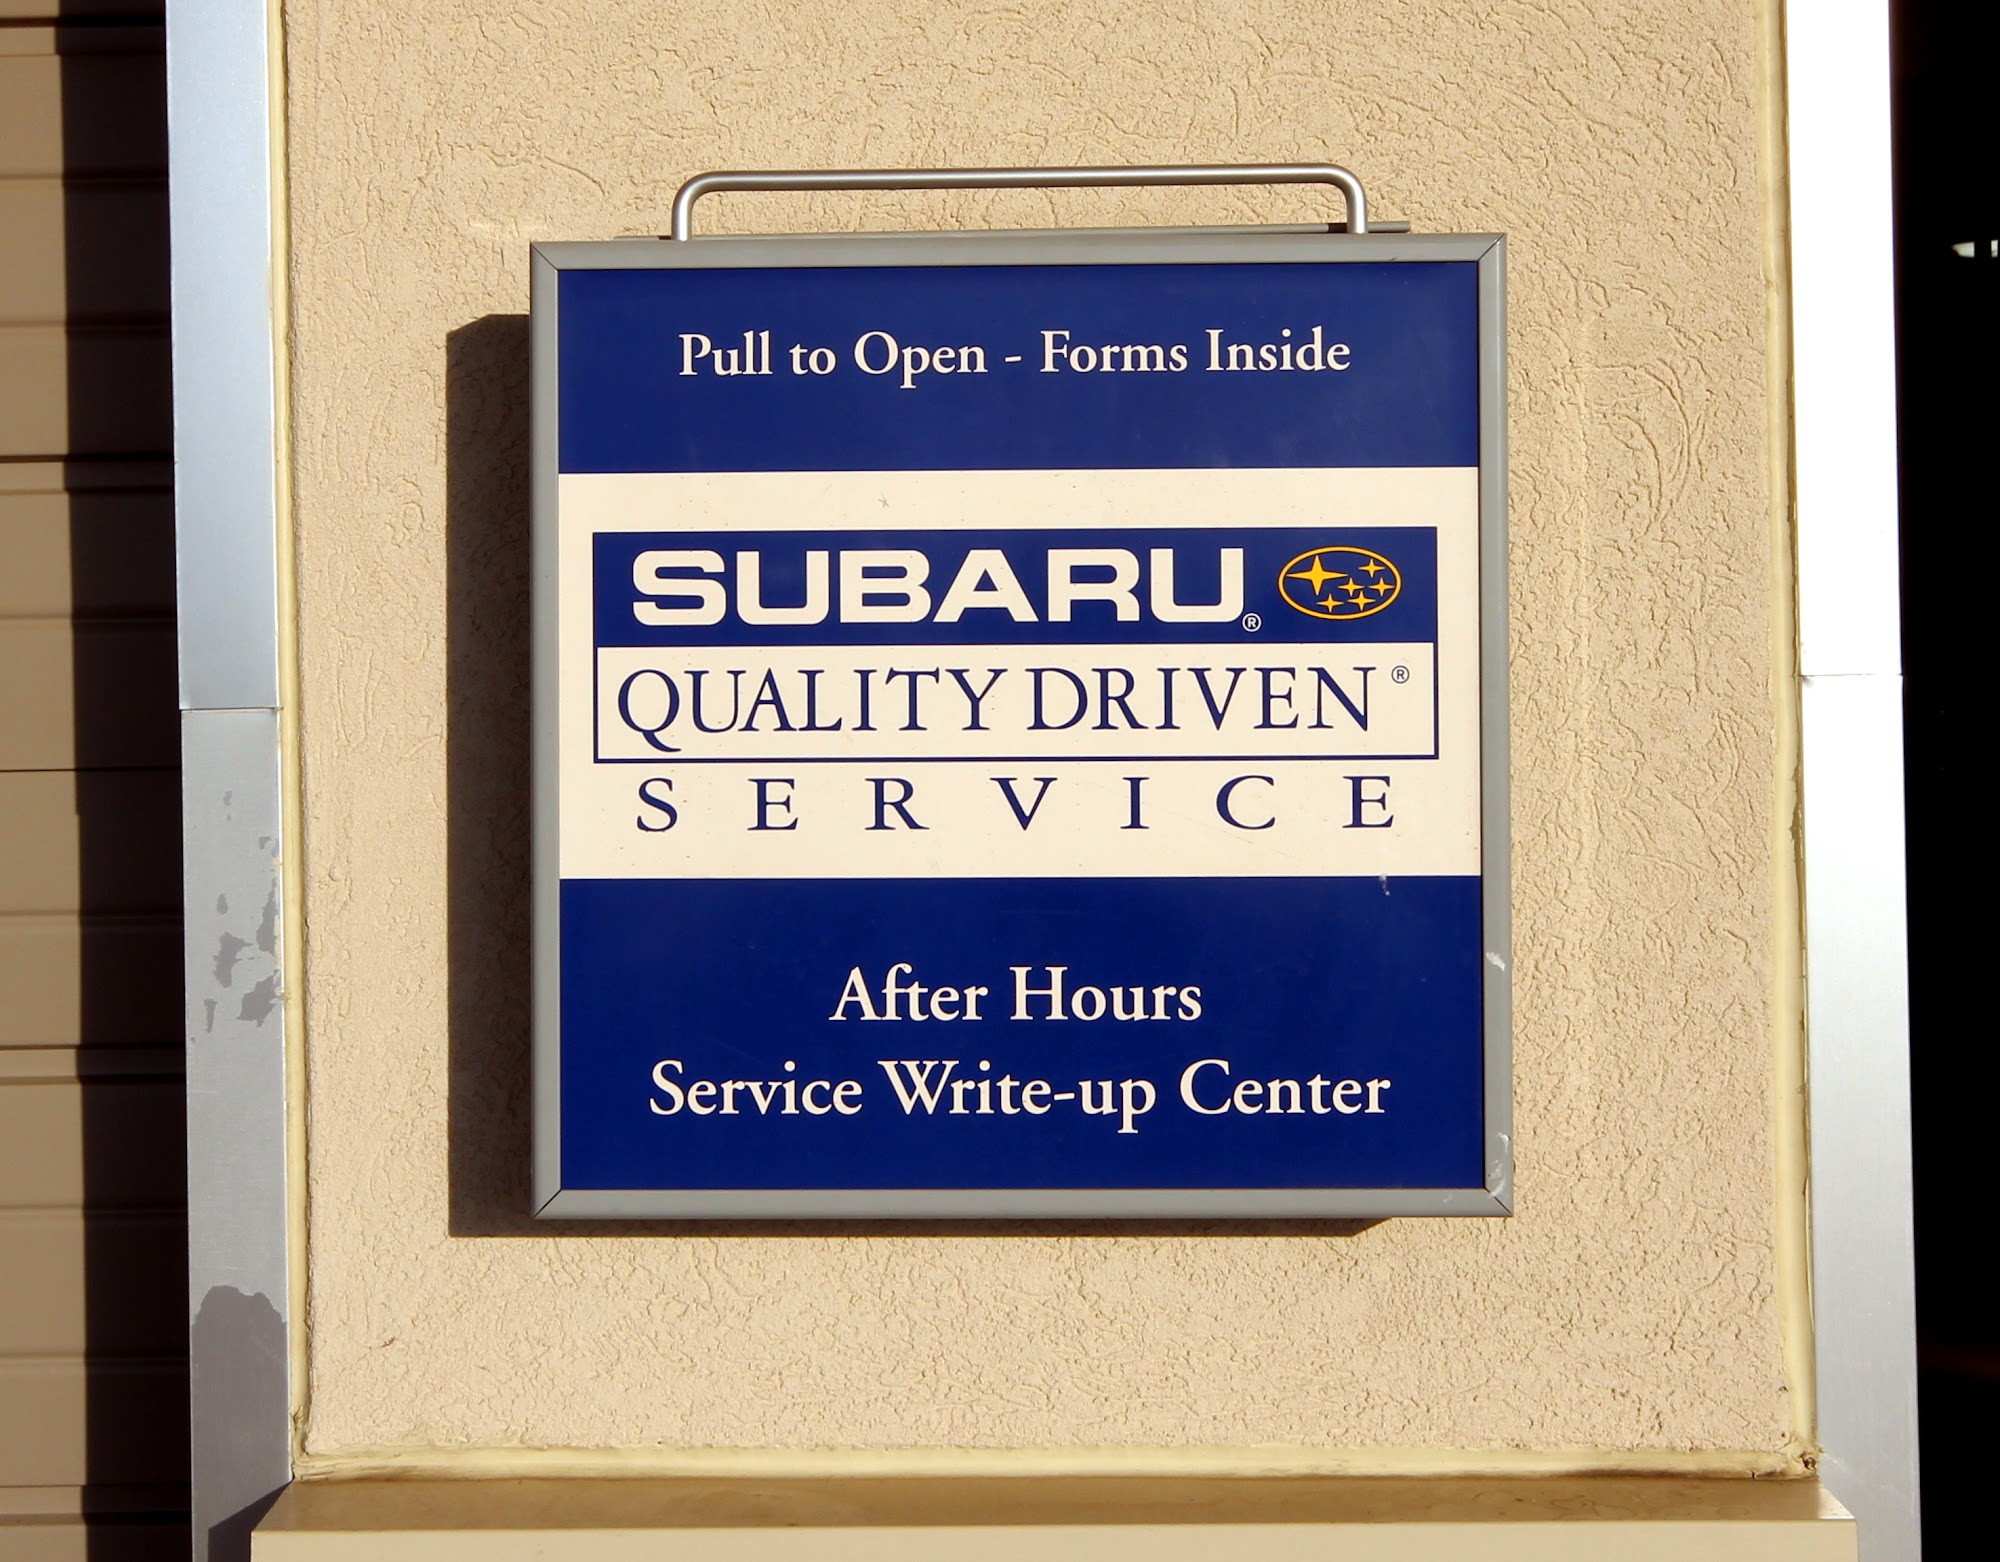 Pull to Open - Forms Inside
SUBARU®
QUALITY DRIVEN®
SERVICE
After Hours
Service Write-up Center